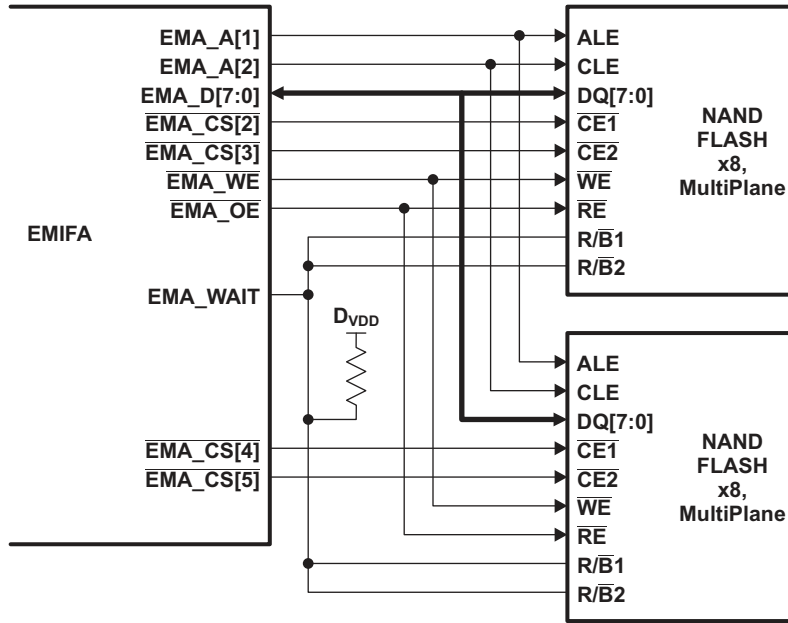 EMIFA
EMA_A[1]
EMA_A[2]
EMA_D[7:0]
EMA_CS[2]
EMA_CS[3]
EMA_WE
EMA_OE
EMA_WAIT
EMA_CS[4]
EMA_CS[5]
DVDD
ALE
CLE
DQ[7:0]
CE1
CE2
WE
RE
R/B1
R/B2
NAND
FLASH
x8,
MultiPlane
ALE
CLE
DQ[7:0]
CE1
CE2
WE
RE
R/B1
R/B2
NAND
FLASH
x8,
MultiPlane